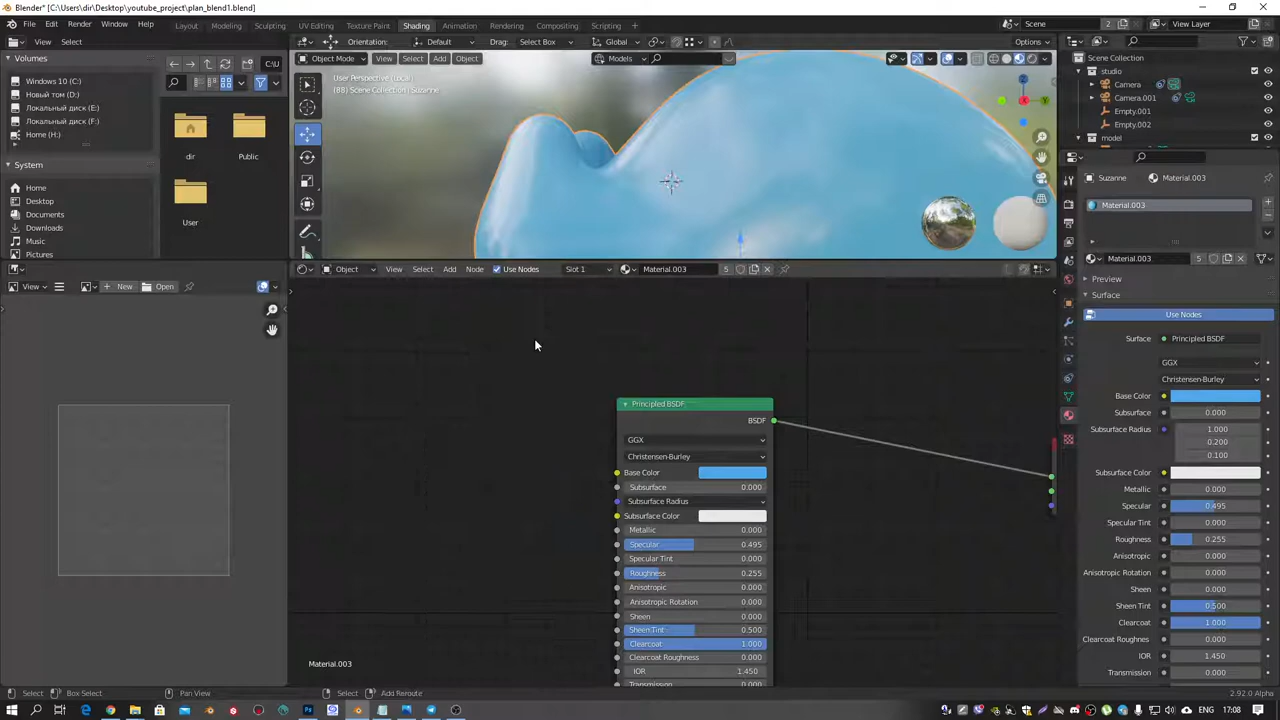 Blender* [C:\Users\dir\Desktop\youtube_project\plan_blend1.blend]
File Edit Render Window Help Layout Modeling Sculpting UV Editing Texture Paint Shading Animation Rendering Compositing Scripting Scene 2 View Layer
View Select
Orientation: Default Drag: Select Box Global Options
Volumes
C:\U
Windows 10 (C:)
Новый том (D:)
Локальный диск (E:)
Локальный диск (F:)
Home (H:)
System
Home
Desktop
Documents
Downloads
Music
Pictures
dir
Public
User
Object Mode View Select Add Object Models
User Perspective (Local)
(88) Scene Collection | Suzanne
Scene Collection
studio
Camera
Camera.001
Empty.001
Empty.002
model
Suzanne Material.003
Material.003
Material.003 5
Preview
Surface
Use Nodes
Surface Principled BSDF
GGX
Christensen-Burley
Base Color
Subsurface 0.000
Subsurface Radius 1.000
0.200
0.100
Subsurface Color
Metallic 0.000
Specular 0.495
Specular Tint 0.000
Roughness 0.255
Anisotropic 0.000
Anisotropic Rotation 0.000
Sheen 0.000
Sheen Tint 0.500
Clearcoat 1.000
Clearcoat Roughnes 0.000
IOR 1.450
Transmission 0.000
View New Open
Object View Select Add Node Use Nodes Slot 1 Material.003 5
Principled BSDF
BSDF
GGX
Christensen-Burley
Base Color
Subsurface 0.000
Subsurface Radius
Subsurface Color
Metallic 0.000
Specular 0.495
Specular Tint 0.000
Roughness 0.255
Anisotropic 0.000
Anisotropic Rotation 0.000
Sheen 0.000
Sheen Tint 0.500
Clearcoat 1.000
Clearcoat Roughness 0.000
IOR 1.450
Transmission 0.000
Material.003
Select Box Select Pan View Select Add Reroute 2.92.0 Alpha
ENG 17:08